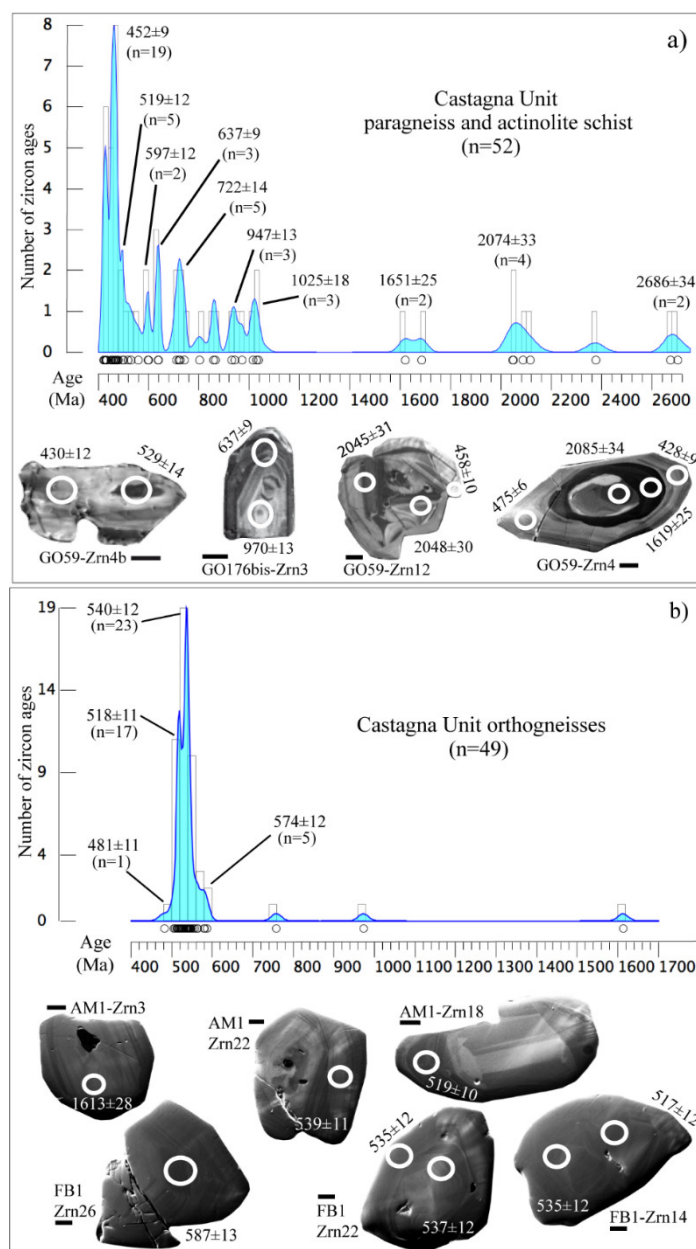 a)
Castagna Unit
paragneiss and actinolite schist
(n=52)
Number of zircon ages
8
7
6
5
4
3
2
1
0
452±9
(n=19)
519±12
(n=5)
597±12
(n=2)
637±9
(n=3)
722±14
(n=5)
947±13
(n=3)
1025±18
(n=3)
1651±25
(n=2)
2074±33
(n=4)
2686±34
(n=2)
Age
(Ma)
400 600 800 1000 1200 1400 1600 1800 2000 2200 2400 2600
430±12
529±14
GO59-Zrn4b
637±9
970±13
GO176bis-Zrn3
2045±31
458±10
2048±30
GO59-Zrn12
2085±34
428±9
475±6
1619±25
GO59-Zrn4
b)
Castagna Unit orthogneisses
(n=49)
Number of zircon ages
19
14
9
4
0
540±12
(n=23)
518±11
(n=17)
481±11
(n=1)
574±12
(n=5)
Age
(Ma)
400 500 600 700 800 900 1000 1100 1200 1300 1400 1500 1600 1700
AM1-Zrn3
1613±28
AM1
Zrn22
539±11
AM1-Zrn18
519±10
FB1
Zrn26
587±13
535±12
FB1
Zrn22
537±12
517±12
535±12
FB1-Zrn14